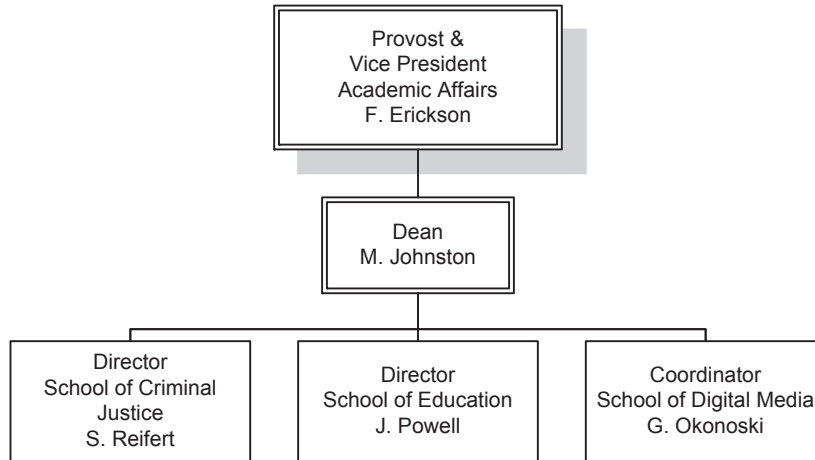 Provost &
Vice President
Academic Affairs
F. Erickson
Dean
M. Johnston
Director
School of Criminal
Justice
S. Reifert
Director
School of Education
J. Powell
Coordinator
School of Digital Media
G. Okonoski